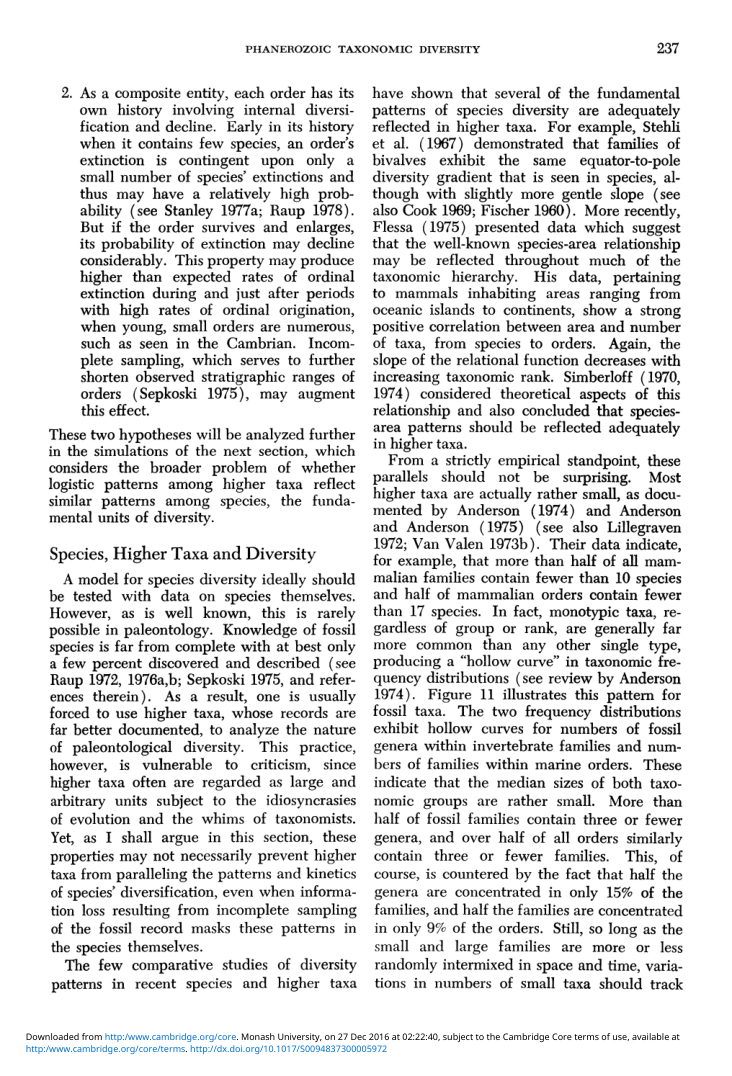 PHANEROZOIC TAXONOMIC DIVERSITY
237
2. As a composite entity, each order has its
own history involving internal diversi-
fication and decline. Early in its history
when it contains few species, an order's
extinction is contingent upon only a
small number of species' extinctions and
thus may have a relatively high prob-
ability (see Stanley 1977a; Raup 1978).
But if the order survives and enlarges,
its probability of extinction may decline
considerably. This property may produce
higher than expected rates of ordinal
extinction during and just after periods
with high rates of ordinal origination,
when young, small orders are numerous,
such as seen in the Cambrian. Incom-
plete sampling, which serves to further
shorten observed stratigraphic ranges of
orders (Sepkoski 1975), may augment
this effect.
These two hypotheses will be analyzed further
in the simulations of the next section, which
considers the broader problem of whether
logistic patterns among higher taxa reflect
similar patterns among species, the funda-
mental units of diversity.
Species, Higher Taxa and Diversity
A model for species diversity ideally should
be tested with data on species themselves.
However, as is well known, this is rarely
possible in paleontology. Knowledge of fossil
species is far from complete with at best only
a few percent discovered and described (see
Raup 1972, 1976a,b; Sepkoski 1975, and refer-
ences therein). As a result, one is usually
forced to use higher taxa, whose records are
far better documented, to analyze the nature
of paleontological diversity. This practice,
however, is vulnerable to criticism, since
higher taxa often are regarded as large and
arbitrary units subject to the idiosyncrasies
of evolution and the whims of taxonomists.
Yet, as I shall argue in this section, these
properties may not necessarily prevent higher
taxa from paralleling the patterns and kinetics
of species' diversification, even when informa-
tion loss resulting from incomplete sampling
of the fossil record masks these patterns in
the species themselves.
The few comparative studies of diversity
patterns in recent species and higher taxa
have shown that several of the fundamental
patterns of species diversity are adequately
reflected in higher taxa. For example, Stehli
et al. (1967) demonstrated that families of
bivalves exhibit the same equator-to-pole
diversity gradient that is seen in species, al-
though with slightly more gentle slope (see
also Cook 1969; Fischer 1960). More recently,
Flessa (1975) presented data which suggest
that the well-known species-area relationship
may be reflected throughout much of the
taxonomic hierarchy. His data, pertaining
to mammals inhabiting areas ranging from
oceanic islands to continents, show a strong
positive correlation between area and number
of taxa, from species to orders. Again, the
slope of the relational function decreases with
increasing taxonomic rank. Simberloff (1970,
1974) considered theoretical aspects of this
relationship and also concluded that species-
area patterns should be reflected adequately
in higher taxa.
From a strictly empirical standpoint, these
parallels should not be surprising. Most
higher taxa are actually rather small, as docu-
mented by Anderson (1974) and Anderson
and Anderson (1975) (see also Lillegraven
1972; Van Valen 1973b). Their data indicate,
for example, that more than half of all mam-
malian families contain fewer than 10 species
and half of mammalian orders contain fewer
than 17 species. In fact, monotypic taxa, re-
gardless of group or rank, are generally far
more common than any other single type,
producing a "hollow curve" in taxonomic fre-
quency distributions (see review by Anderson
1974). Figure 11 illustrates this pattern for
fossil taxa. The two frequency distributions
exhibit hollow curves for numbers of fossil
genera within invertebrate families and num-
bers of families within marine orders. These
indicate that the median sizes of both taxo-
nomic groups are rather small. More than
half of fossil families contain three or fewer
genera, and over half of all orders similarly
contain three or fewer families. This, of
course, is countered by the fact that half the
genera are concentrated in only 15% of the
families, and half the families are concentrated
in only 9% of the orders. Still, so long as the
small and large families are more or less
randomly intermixed in space and time, varia-
tions in numbers of small taxa should track
Downloaded from http:/www.cambridge.org/core. Monash University, on 27 Dec 2016 at 02:22:40, subject to the Cambridge Core terms of use, available at
http:/www.cambridge.org/core/terms. http://dx.doi.org/10.1017/S0094837300005972